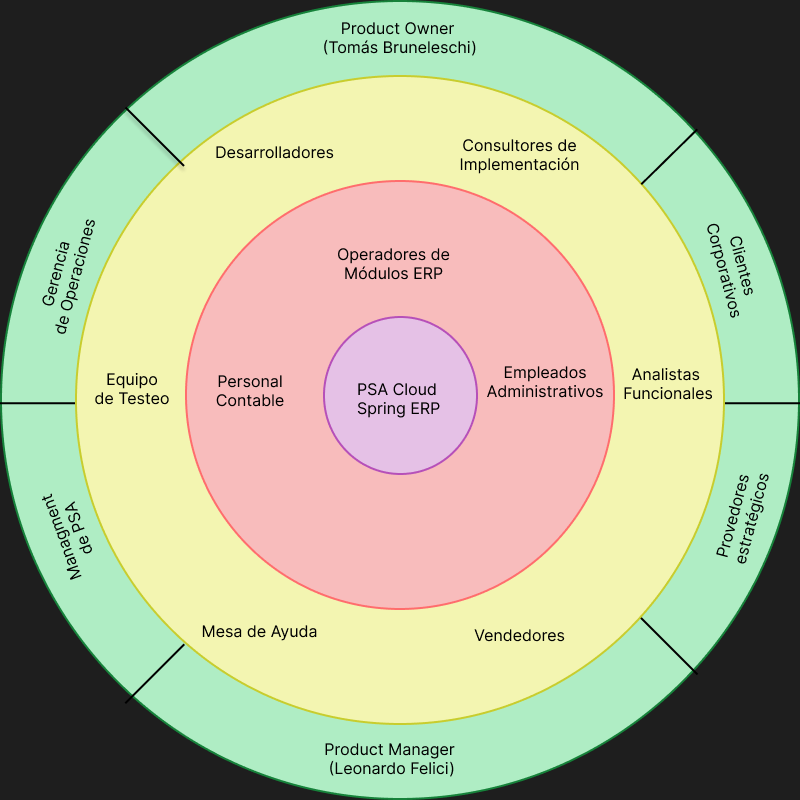 Product Owner
(Tomás Bruneleschi)
Desarrolladores
Consultores de
Implementación
Gerencia
de Operaciones
Clientes
Corporativos
Operadores de
Módulos ERP
Equipo
de Testeo
Personal
Contable
PSA Cloud
Spring ERP
Empleados
Administrativos
Analistas
Funcionales
Managment
de PSA
Provedores
estratégicos
Mesa de Ayuda
Vendedores
Product Manager
(Leonardo Felici)